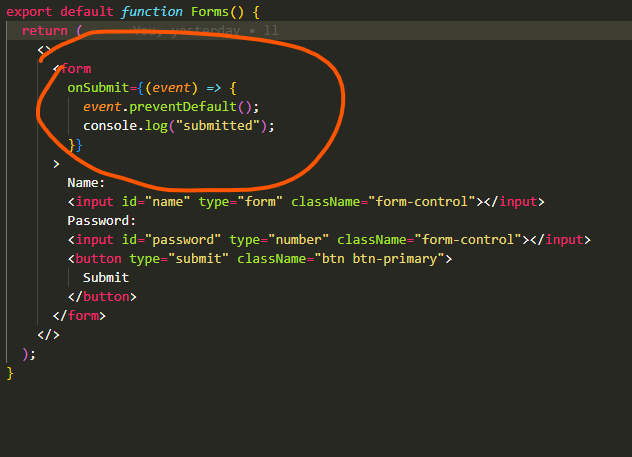 export default function Forms() {
return ( You, yesterday • 11
<>
<form
onSubmit={(event) => {
event.preventDefault();
console.log("submitted");
}}
>
Name:
<input id="name" type="form" className="form-control"></input>
Password:
<input id="password" type="number" className="form-control"></input>
<button type="submit" className="btn btn-primary">
Submit
</button>
</form>
</>
);
}